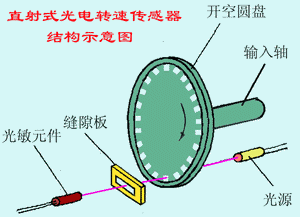 直射式光电转速传感器
结构示意图
开空圆盘
输入轴
缝隙板
光敏元件
光源